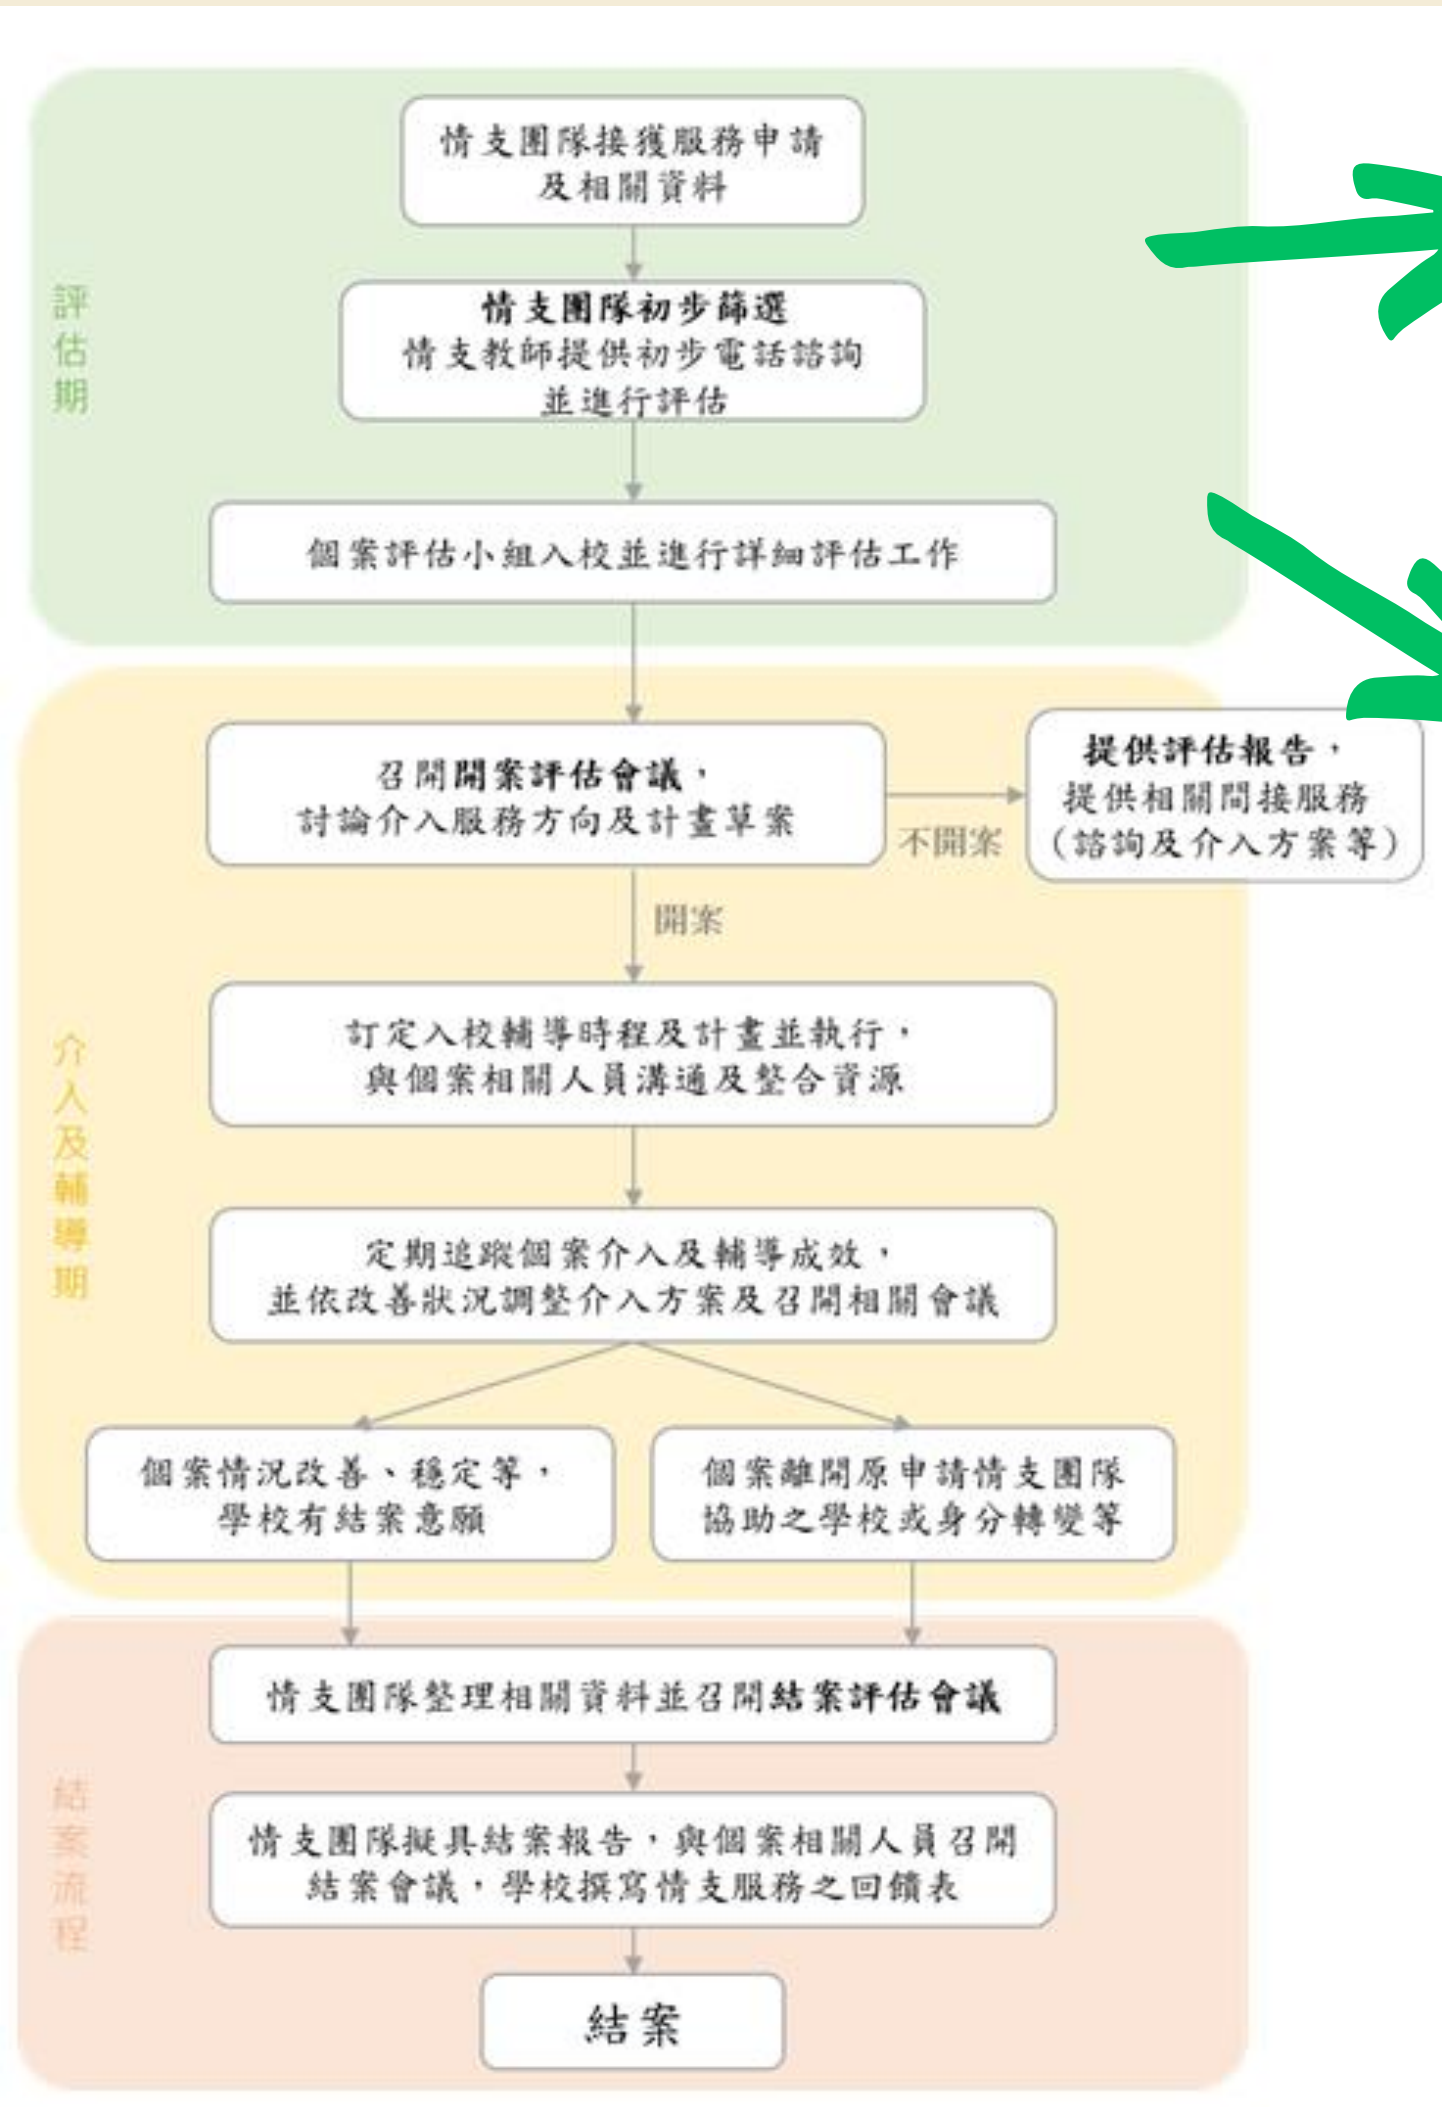 評估期
情支團隊接獲服務申請
及相關資料
情支團隊初步篩選
情支教師提供初步電話諮詢
並進行評估
個案評估小組入校並進行詳細評估工作
介入及輔導期
召開開案評估會議，
討論介入服務方向及計畫草案
不開案
提供評估報告，
提供相關間接服務
(諮詢及介入方案等)
開案
訂定入校輔導時程及計畫並執行，
與個案相關人員溝通及整合資源
定期追蹤個案介入及輔導成效，
並依改善狀況調整介入方案及召開相關會議
個案情況改善、穩定等，
學校有結案意願
個案離開原申請情支團隊
協助之學校或身分轉變等
結案流程
情支團隊整理相關資料並召開結案評估會議
情支團隊擬具結案報告，與個案相關人員召開
結案會議，學校撰寫情支服務之回饋表
結案